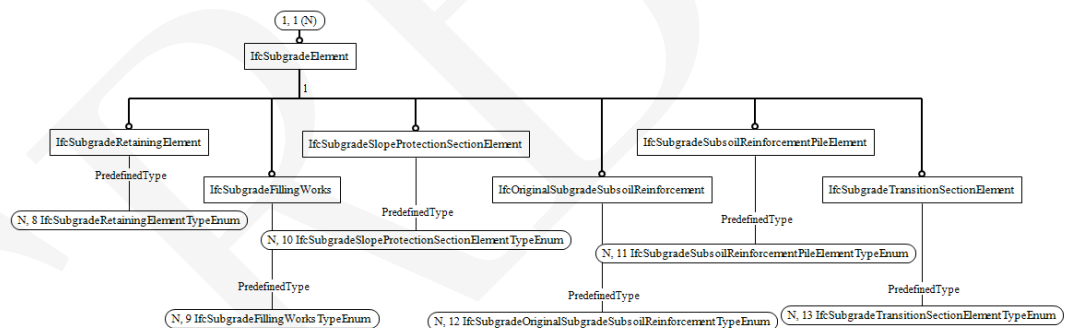 1, 1 (N)
IfcSubgradeElement
1
IfcSubgradeRetainingElement
IfcSubgradeSlopeProtectionSectionElement
IfcSubgradeSubsoilReinforcementPileElement
PredefinedType
IfcSubgradeFillingWorks
IfcOriginalSubgradeSubsoilReinforcement
IfcSubgradeTransitionSectionElement
N, 8 IfcSubgradeRetainingElementTypeEnum
PredefinedType
PredefinedType
N, 10 IfcSubgradeSlopeProtectionSectionElementTypeEnum
N, 11 IfcSubgradeSubsoilReinforcementPileElementTypeEnum
PredefinedType
PredefinedType
PredefinedType
N, 9 IfcSubgradeFillingWorksTypeEnum
N, 12 IfcSubgradeOriginalSubgradeSubsoilReinforcementTypeEnum
N, 13 IfcSubgradeTransitionSectionElementTypeEnum